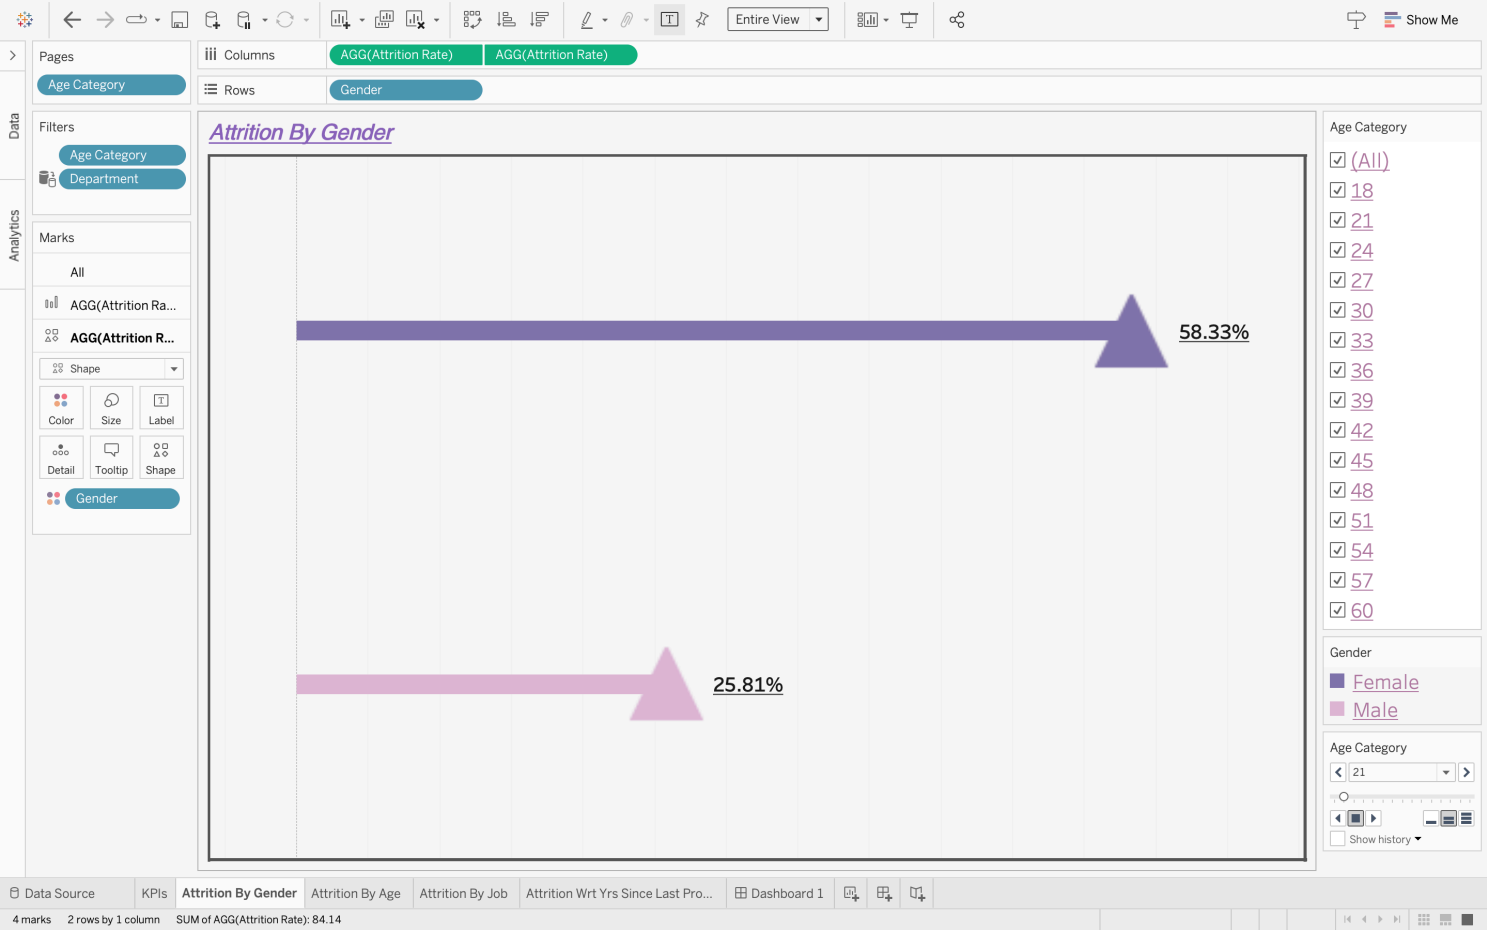 Entire View
Show Me
Pages
Age Category
Columns
AGG(Attrition Rate)
AGG(Attrition Rate)
Rows
Gender
Data
Analytics
Filters
Age Category
Department
Marks
All
AGG(Attrition Ra...
AGG(Attrition R...
Shape
Color
Size
Label
Detail
Tooltip
Shape
Gender
Attrition By Gender
58.33%
25.81%
Age Category
(All)
18
21
24
27
30
33
36
39
42
45
48
51
54
57
60
Gender
Female
Male
Age Category
21
Show history
Data Source
KPIs
Attrition By Gender
Attrition By Age
Attrition By Job
Attrition Wrt Yrs Since Last Pro...
Dashboard 1
4 marks
2 rows by 1 column
SUM of AGG(Attrition Rate): 84.14